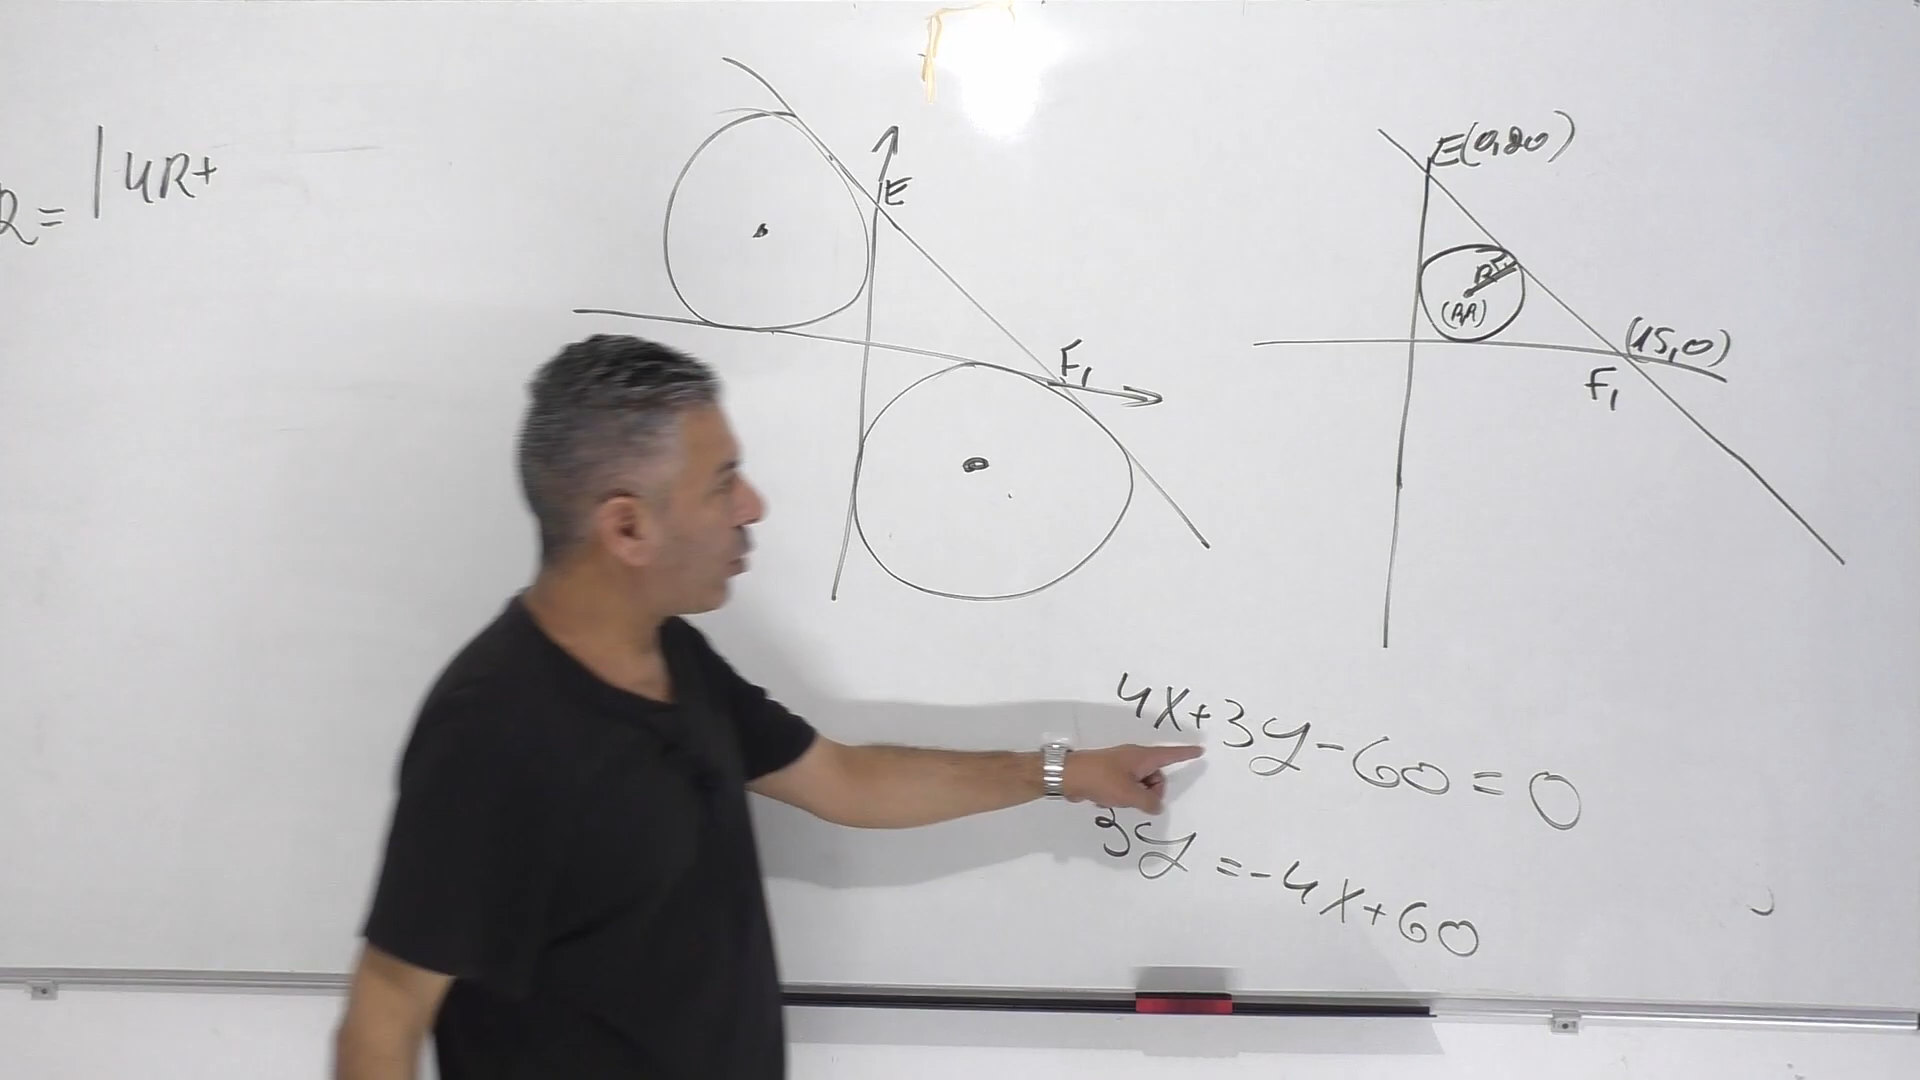 R = |4R+
E
F₁
E(0,20)
R
(R,R)
(15,0)
F₁
4x+3y-60=0
3y=-4x+60